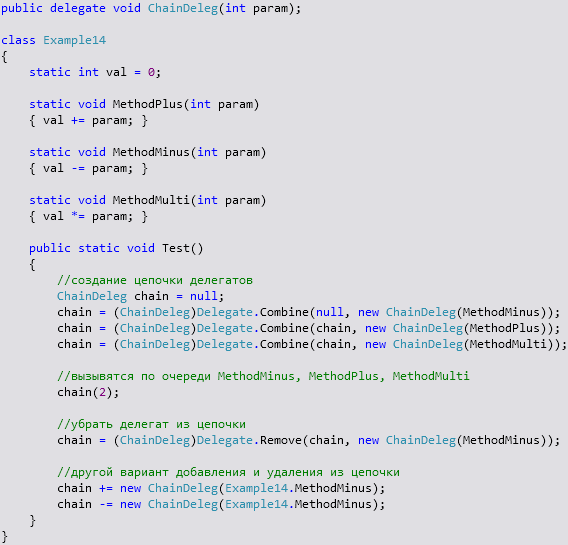 public delegate void ChainDeleg(int param);

class Example14
{
    static int val = 0;

    static void MethodPlus(int param)
    { val += param; }

    static void MethodMinus(int param)
    { val -= param; }

    static void MethodMulti(int param)
    { val *= param; }

    public static void Test()
    {
        //создание цепочки делегатов
        ChainDeleg chain = null;
        chain = (ChainDeleg)Delegate.Combine(null, new ChainDeleg(MethodMinus));
        chain = (ChainDeleg)Delegate.Combine(chain, new ChainDeleg(MethodPlus));
        chain = (ChainDeleg)Delegate.Combine(chain, new ChainDeleg(MethodMulti));

        //вызывятся по очереди MethodMinus, MethodPlus, MethodMulti
        chain(2);

        //убрать делегат из цепочки
        chain = (ChainDeleg)Delegate.Remove(chain, new ChainDeleg(MethodMinus));

        //другой вариант добавления и удаления из цепочки
        chain += new ChainDeleg(Example14.MethodMinus);
        chain -= new ChainDeleg(Example14.MethodMinus);
    }
}